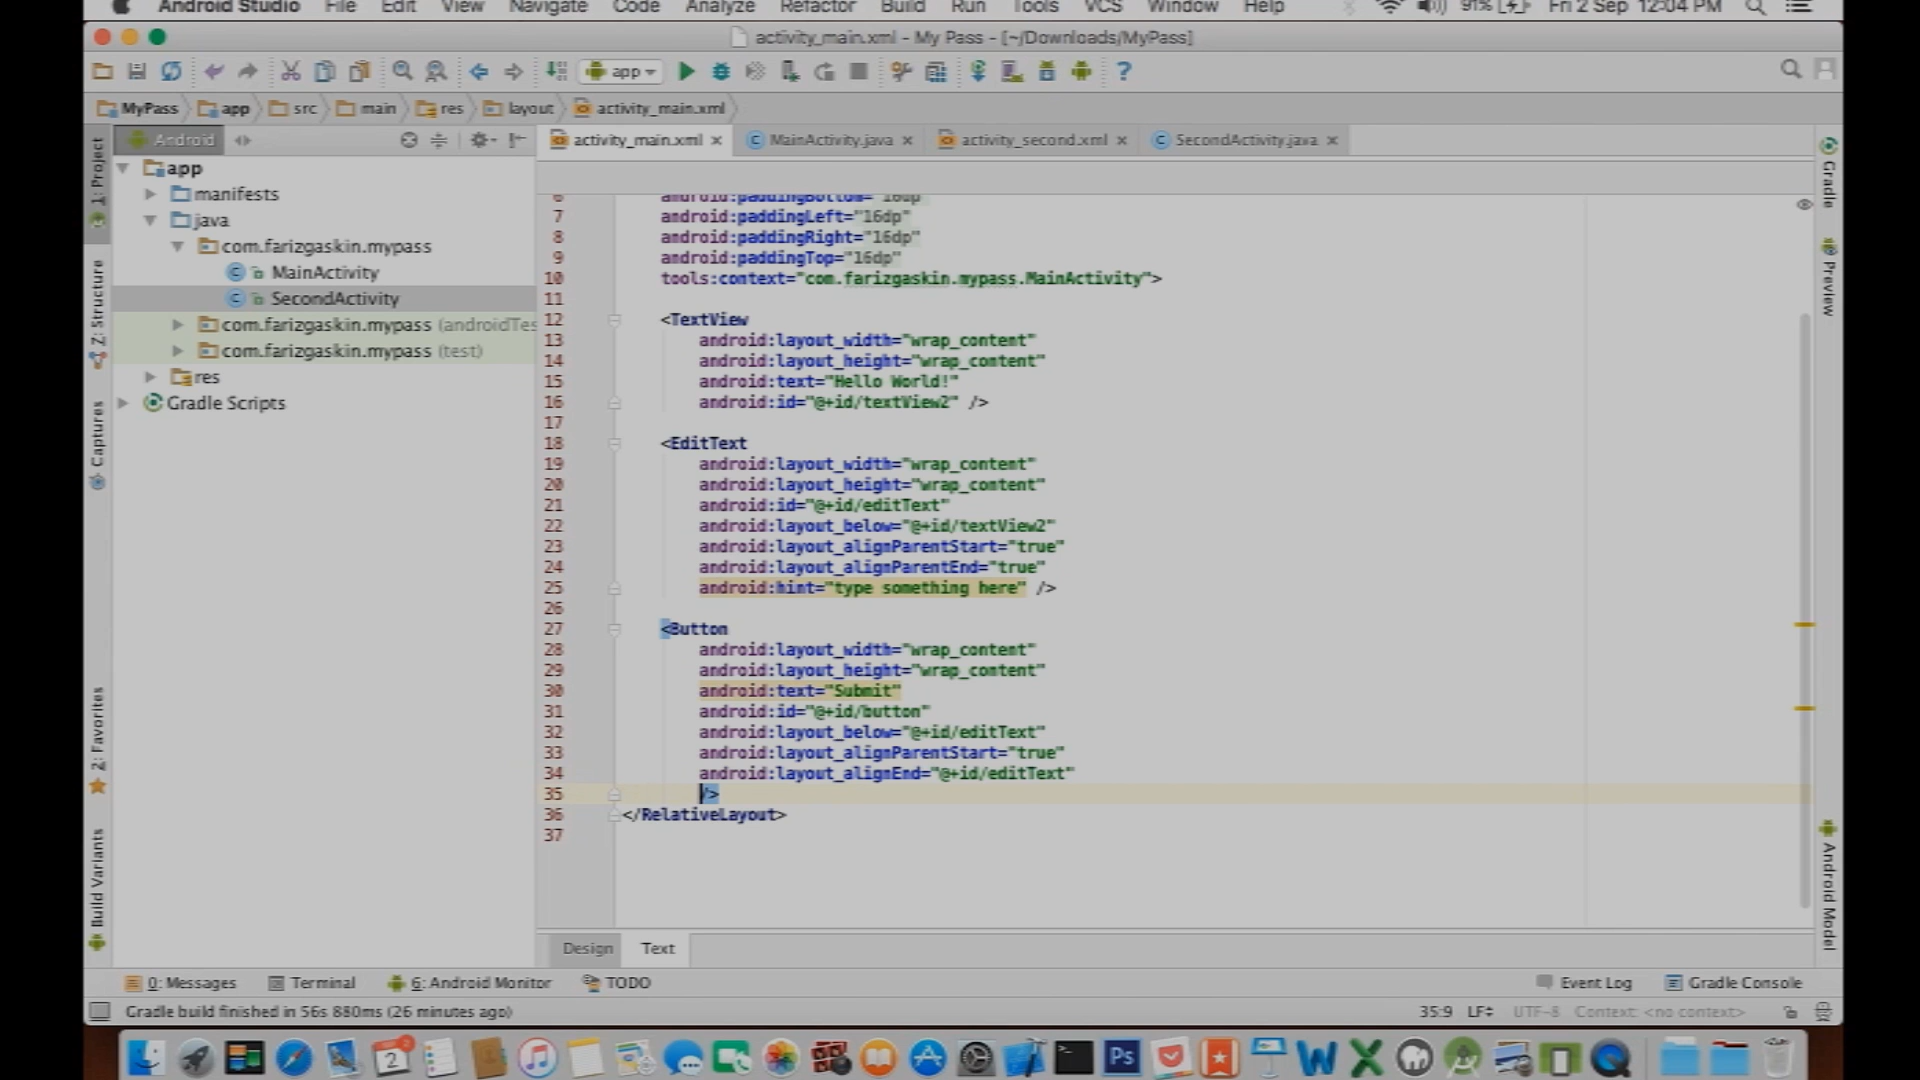 Android Studio File Edit View Navigate Code Analyze Refactor Build Run Tools VCS Window Help 91% Fri 2 Sep 12:04 PM
activity_main.xml - My Pass - [~/Downloads/MyPass]
app
MyPass app src main res layout activity_main.xml
Android activity_main.xml MainActivity.java activity_second.xml SecondActivity.java
1: Project
Z: Structure
Captures
2: Favorites
Build Variants
app
manifests
java
com.farizgaskin.mypass
MainActivity
SecondActivity
com.farizgaskin.mypass (androidTes
com.farizgaskin.mypass (test)
res
Gradle Scripts
6 android:paddingBottom="16dp"
7 android:paddingLeft="16dp"
8 android:paddingRight="16dp"
9 android:paddingTop="16dp"
10 tools:context="com.farizgaskin.mypass.MainActivity">
11
12 <TextView
13 android:layout_width="wrap_content"
14 android:layout_height="wrap_content"
15 android:text="Hello World!"
16 android:id="@+id/textView2" />
17
18 <EditText
19 android:layout_width="wrap_content"
20 android:layout_height="wrap_content"
21 android:id="@+id/editText"
22 android:layout_below="@+id/textView2"
23 android:layout_alignParentStart="true"
24 android:layout_alignParentEnd="true"
25 android:hint="type something here" />
26
27 <Button
28 android:layout_width="wrap_content"
29 android:layout_height="wrap_content"
30 android:text="Submit"
31 android:id="@+id/button"
32 android:layout_below="@+id/editText"
33 android:layout_alignParentStart="true"
34 android:layout_alignEnd="@+id/editText"
35 />
36 </RelativeLayout>
37
Gradle
Preview
Android Model
Design Text
0: Messages Terminal 6: Android Monitor TODO Event Log Gradle Console
Gradle build finished in 56s 880ms (26 minutes ago) 35:9 LF UTF-8 Context: <no context>
2 Ps